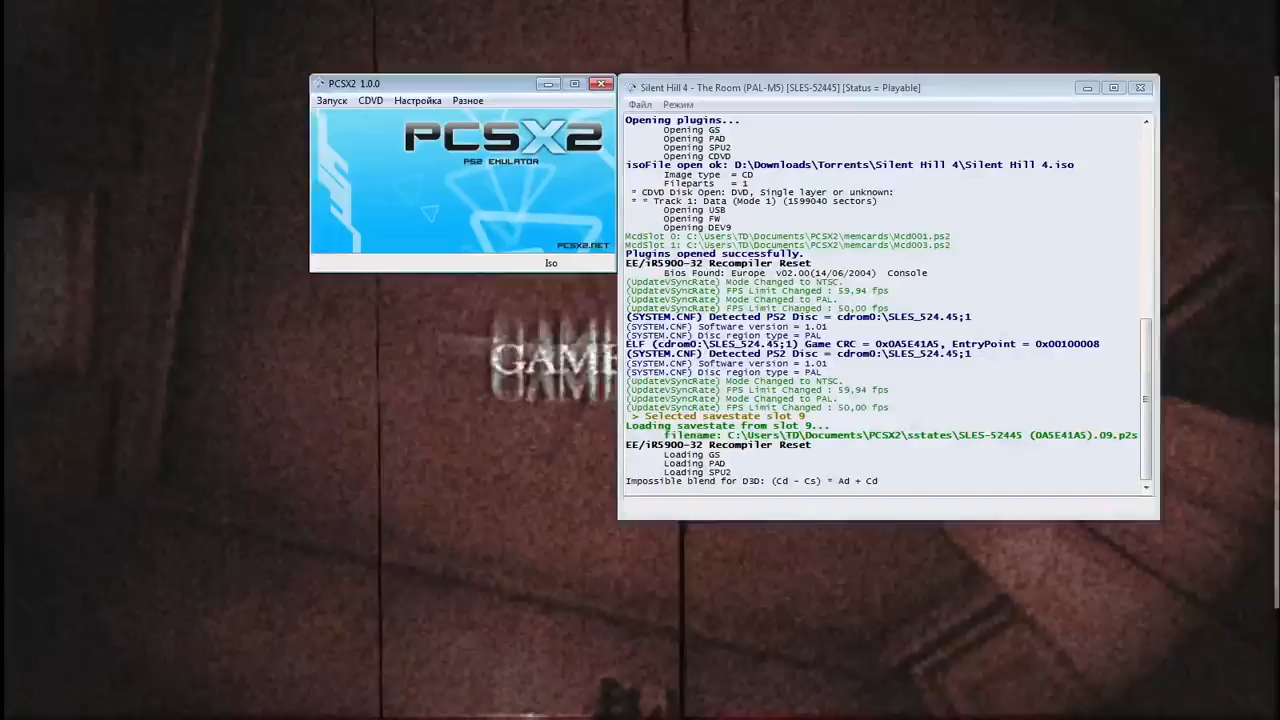 PCSX2 1.0.0
Запуск CDVD Настройка Разное
PCSX2
PS2 EMULATOR
PCSX2.NET
Iso
GAME
Silent Hill 4 - The Room (PAL-M5) [SLES-52445] [Status = Playable]
Файл Режим
Opening plugins...
Opening GS
Opening PAD
Opening SPU2
Opening CDVD
isoFile open ok: D:\Downloads\Torrents\Silent Hill 4\Silent Hill 4.iso
Image type = CD
Fileparts = 1
* CDVD Disk Open: DVD, Single layer or unknown:
* * Track 1: Data (Mode 1) (1599040 sectors)
Opening USB
Opening FW
Opening DEV9
McdSlot 0: C:\Users\TD\Documents\PCSX2\memcards\Mcd001.ps2
McdSlot 1: C:\Users\TD\Documents\PCSX2\memcards\Mcd003.ps2
Plugins opened successfully.
EE/iR5900-32 Recompiler Reset
Bios Found: Europe v02.00(14/06/2004) Console
(UpdateVSyncRate) Mode Changed to NTSC.
(UpdateVSyncRate) FPS Limit Changed : 59,94 fps
(UpdateVSyncRate) Mode Changed to PAL.
(UpdateVSyncRate) FPS Limit Changed : 50,00 fps
(SYSTEM.CNF) Detected PS2 Disc = cdrom0:\SLES_524.45;1
(SYSTEM.CNF) Software version = 1.01
(SYSTEM.CNF) Disc region type = PAL
ELF (cdrom0:\SLES_524.45;1) Game CRC = 0x0A5E41A5, EntryPoint = 0x00100008
(SYSTEM.CNF) Detected PS2 Disc = cdrom0:\SLES_524.45;1
(SYSTEM.CNF) Software version = 1.01
(SYSTEM.CNF) Disc region type = PAL
(UpdateVSyncRate) Mode Changed to NTSC.
(UpdateVSyncRate) FPS Limit Changed : 59,94 fps
(UpdateVSyncRate) Mode Changed to PAL.
(UpdateVSyncRate) FPS Limit Changed : 50,00 fps
> Selected savestate slot 9
Loading savestate from slot 9...
filename: C:\Users\TD\Documents\PCSX2\sstates\SLES-52445 (0A5E41A5).09.p2s
EE/iR5900-32 Recompiler Reset
Loading GS
Loading PAD
Loading SPU2
Impossible blend for D3D: (Cd - Cs) * Ad + Cd